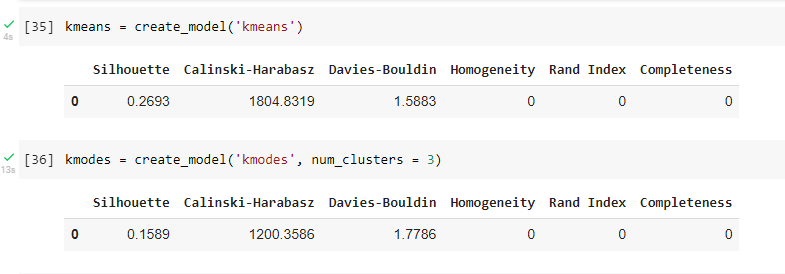 [35] kmeans = create_model('kmeans')
4s
Silhouette Calinski-Harabasz Davies-Bouldin Homogeneity Rand Index Completeness
0 0.2693 1804.8319 1.5883 0 0 0
[36] kmodes = create_model('kmodes', num_clusters = 3)
13s
Silhouette Calinski-Harabasz Davies-Bouldin Homogeneity Rand Index Completeness
0 0.1589 1200.3586 1.7786 0 0 0